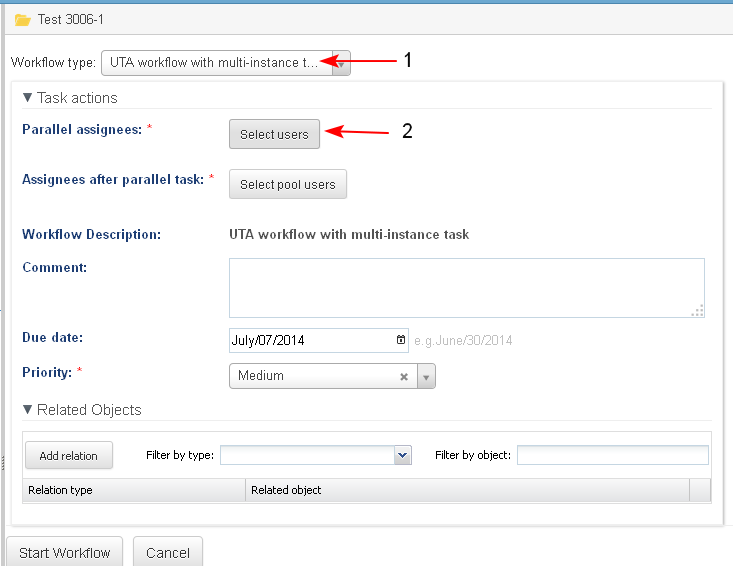 Test 3006-1
Workflow type: UTA workflow with multi-instance t... 1
Task actions
Parallel assignees: * Select users 2
Assignees after parallel task: * Select pool users
Workflow Description: UTA workflow with multi-instance task
Comment:
Due date: July/07/2014 e.g.June/30/2014
Priority: * Medium
Related Objects
Add relation Filter by type: Filter by object:
Relation type Related object
Start Workflow Cancel